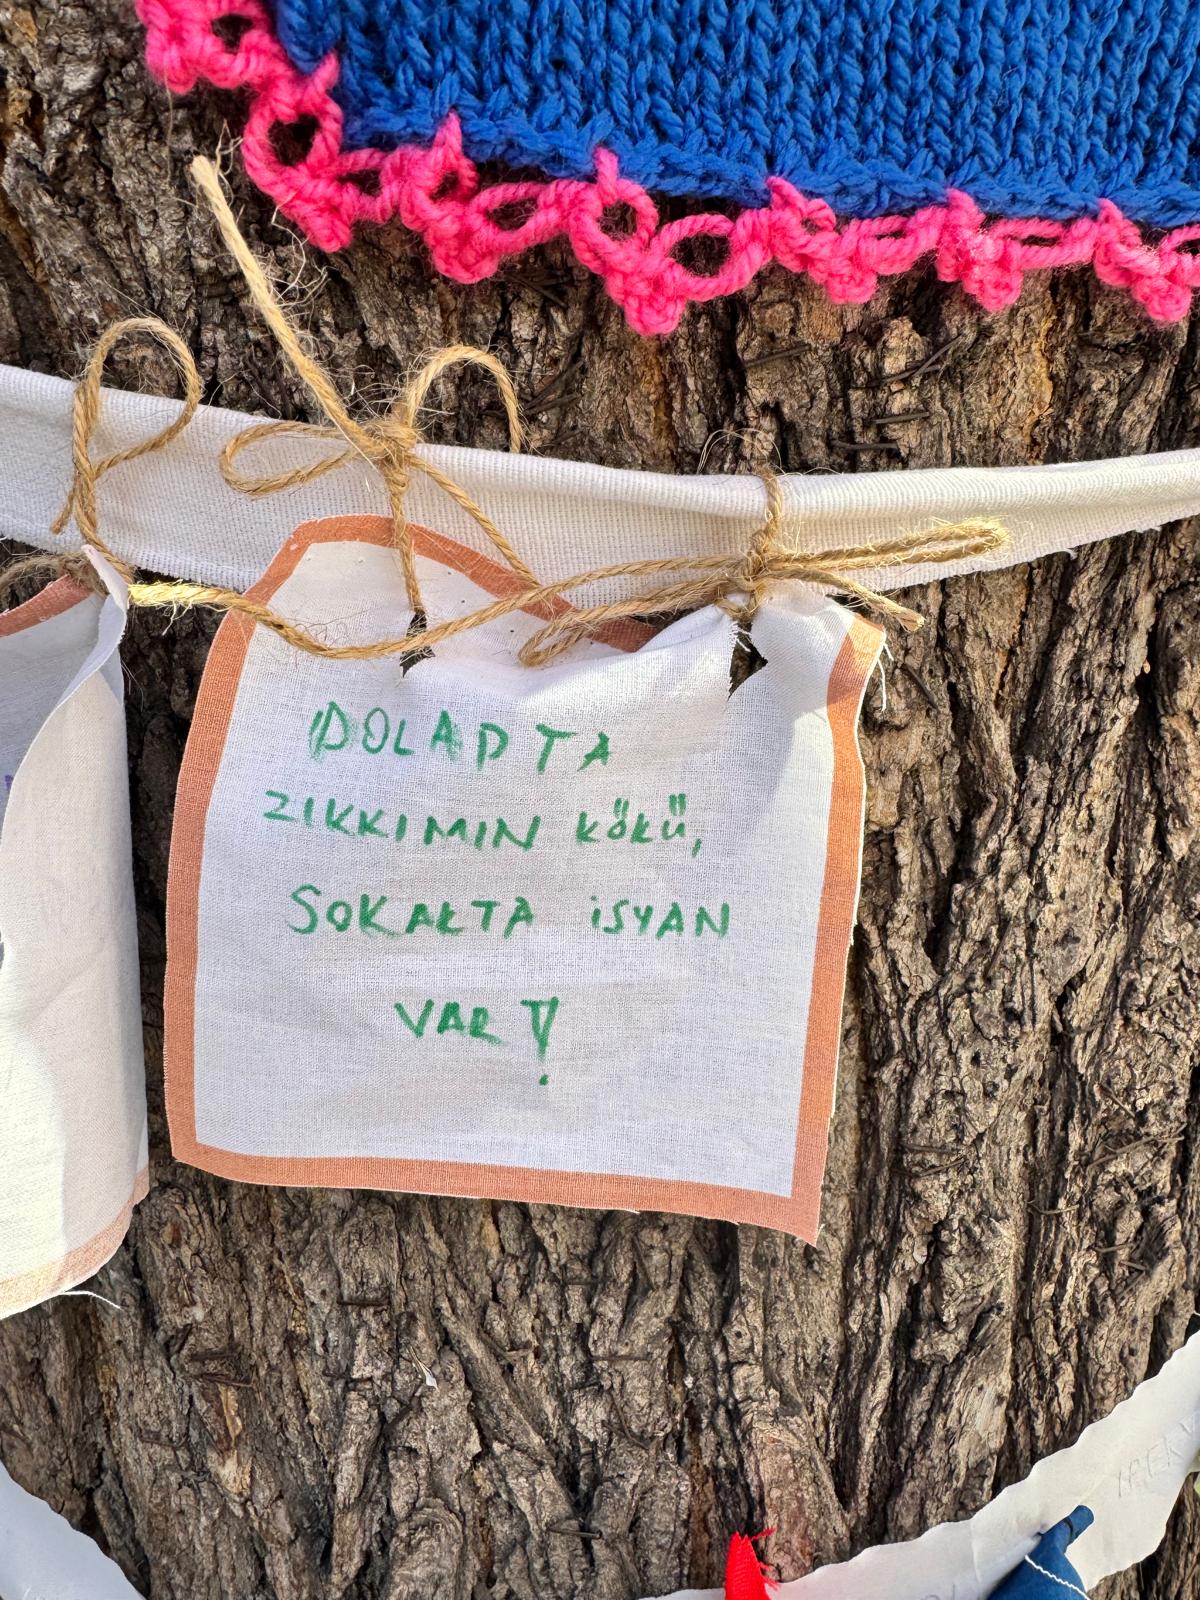 DOLAPTA
ZIKKIMIN KÖKÜ,
SOKAKTA İSYAN
VAR!